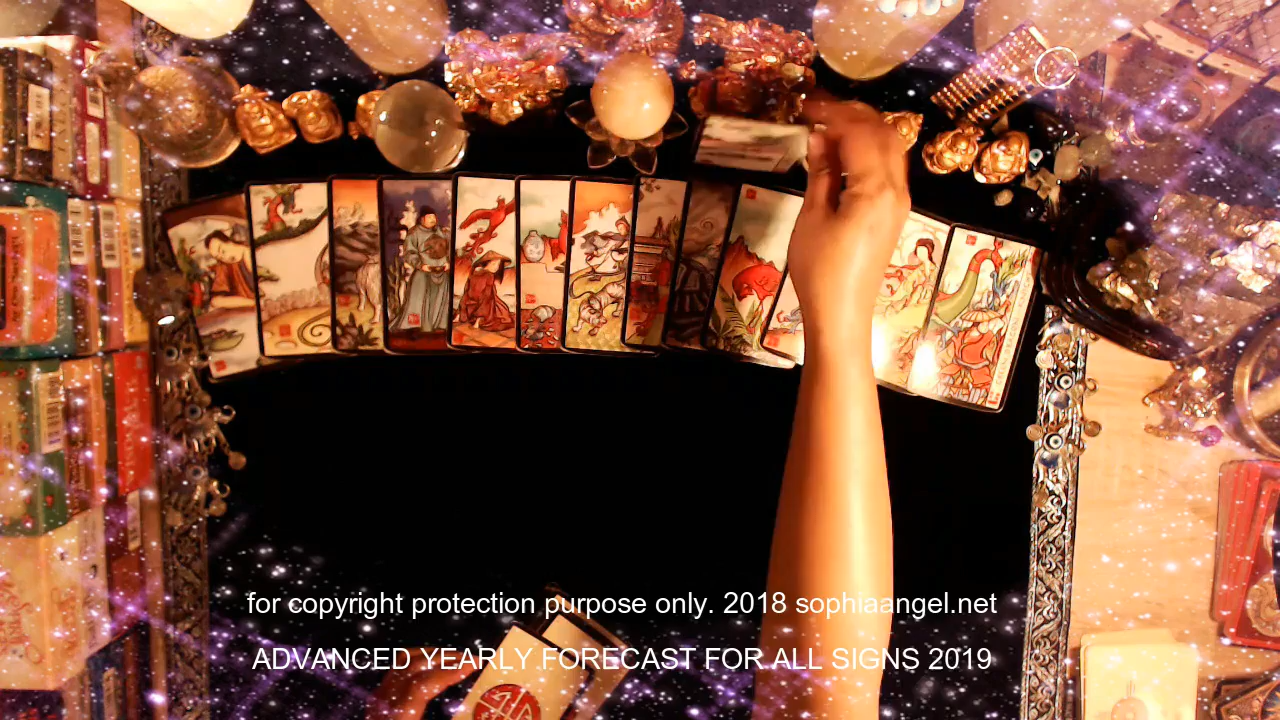 for copyright protection purpose only. 2018 sophiaangel.net
ADVANCED YEARLY FORECAST FOR ALL SIGNS 2019